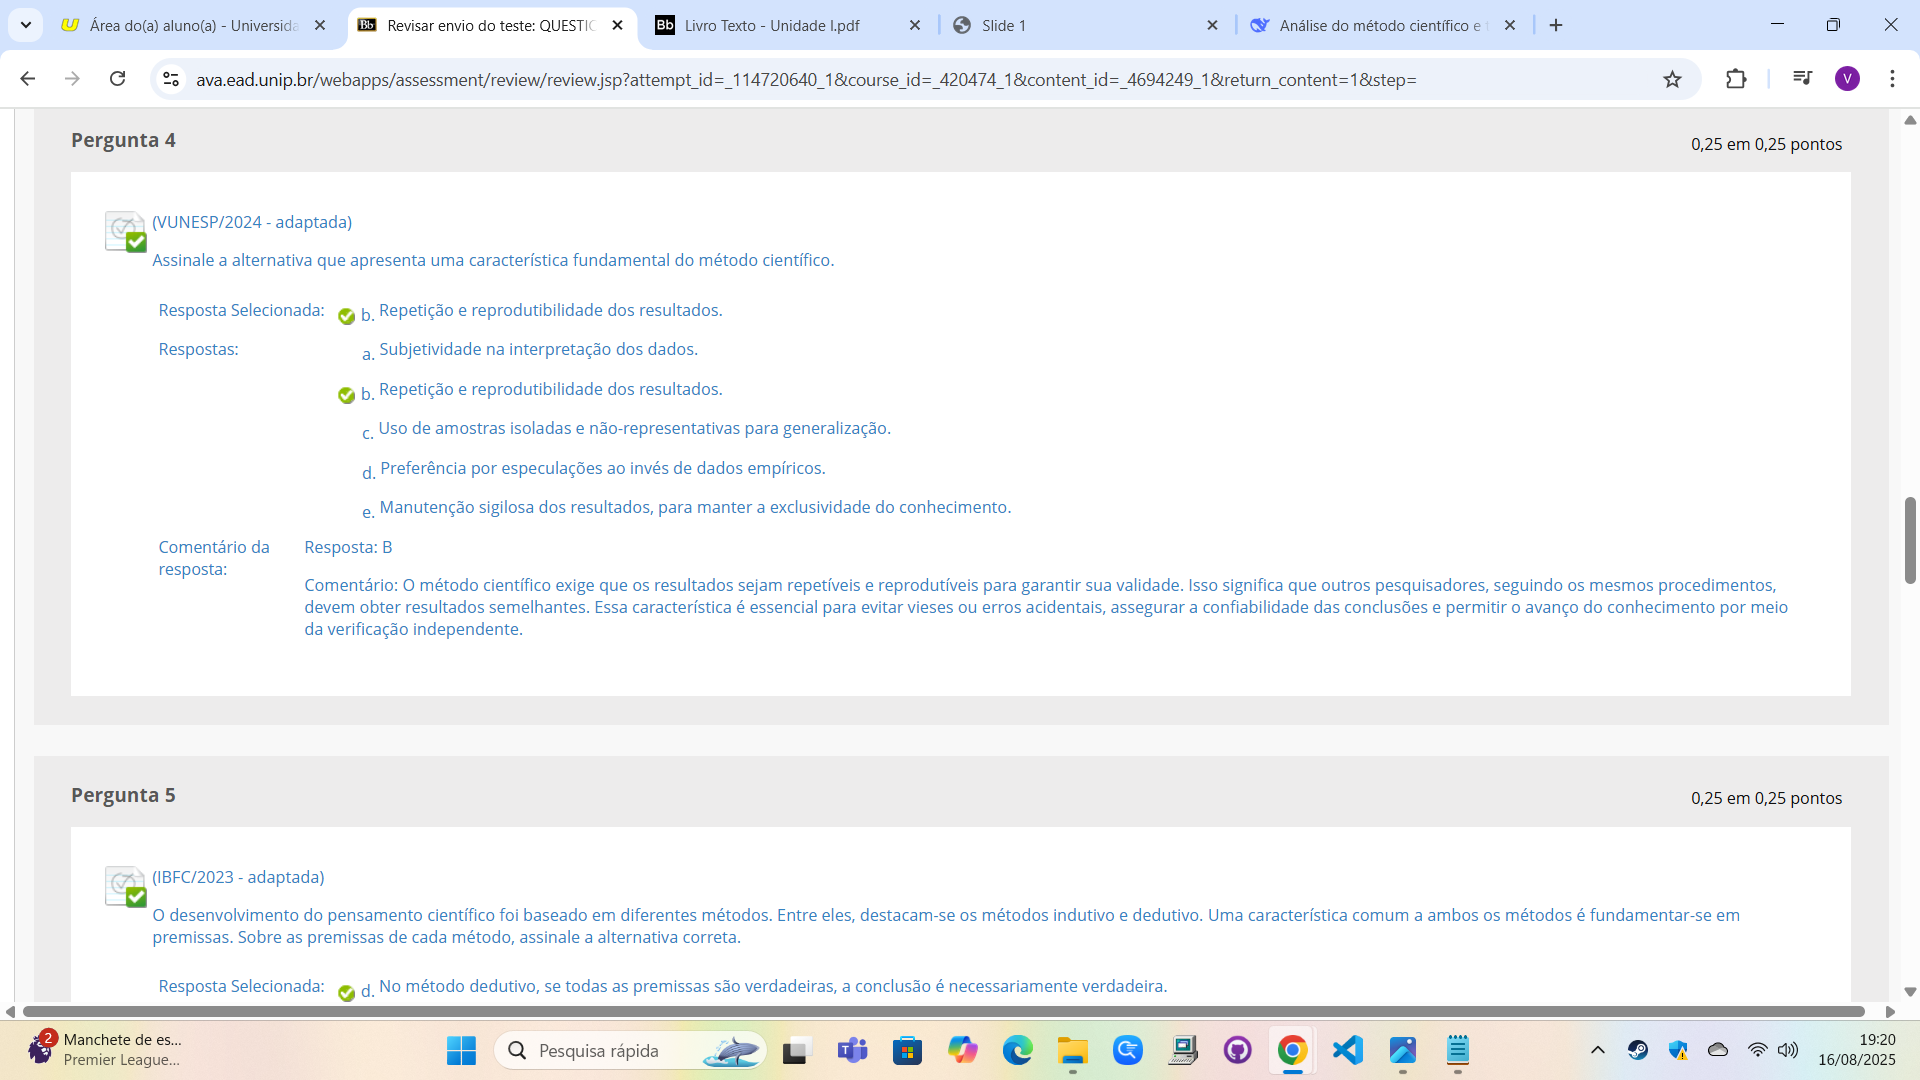 Área do(a) aluno(a) - Universida
Revisar envio do teste: QUESTIO
Bb Livro Texto - Unidade I.pdf
Slide 1
Análise do método científico e
ava.ead.unip.br/webapps/assessment/review/review.jsp?attempt_id=_114720640_1&course_id=_420474_1&content_id=_4694249_1&return_content=1&step=
V
Pergunta 4
0,25 em 0,25 pontos
(VUNESP/2024 - adaptada)
Assinale a alternativa que apresenta uma característica fundamental do método científico.
Resposta Selecionada: b. Repetição e reprodutibilidade dos resultados.
Respostas: a. Subjetividade na interpretação dos dados.
b. Repetição e reprodutibilidade dos resultados.
c. Uso de amostras isoladas e não-representativas para generalização.
d. Preferência por especulações ao invés de dados empíricos.
e. Manutenção sigilosa dos resultados, para manter a exclusividade do conhecimento.
Comentário da resposta:
Resposta: B
Comentário: O método científico exige que os resultados sejam repetíveis e reprodutíveis para garantir sua validade. Isso significa que outros pesquisadores, seguindo os mesmos procedimentos,
devem obter resultados semelhantes. Essa característica é essencial para evitar vieses ou erros acidentais, assegurar a confiabilidade das conclusões e permitir o avanço do conhecimento por meio
da verificação independente.
Pergunta 5
0,25 em 0,25 pontos
(IBFC/2023 - adaptada)
O desenvolvimento do pensamento científico foi baseado em diferentes métodos. Entre eles, destacam-se os métodos indutivo e dedutivo. Uma característica comum a ambos os métodos é fundamentar-se em
premissas. Sobre as premissas de cada método, assinale a alternativa correta.
Resposta Selecionada: d. No método dedutivo, se todas as premissas são verdadeiras, a conclusão é necessariamente verdadeira.
2
Manchete de es...
Premier League...
Pesquisa rápida
19:20
16/08/2025